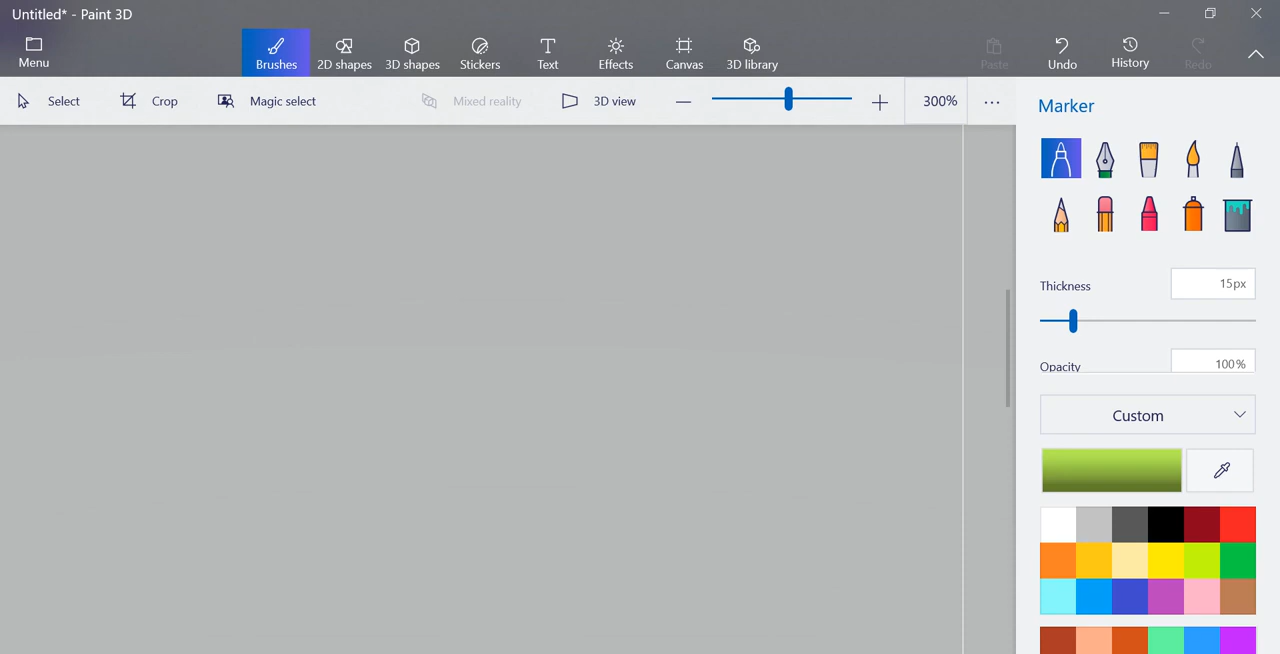 Untitled* - Paint 3D
Menu
Brushes
2D shapes
3D shapes
Stickers
Text
Effects
Canvas
3D library
Paste
Undo
History
Redo
Select
Crop
Magic select
Mixed reality
3D view
300%
Marker
Thickness
15px
Opacity
100%
Custom